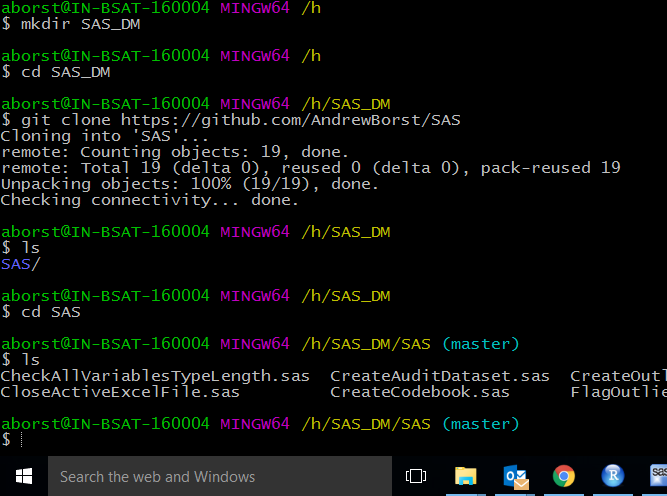 aborst@IN-BSAT-160004 MINGW64 /h
$ mkdir SAS_DM
aborst@IN-BSAT-160004 MINGW64 /h
$ cd SAS_DM
aborst@IN-BSAT-160004 MINGW64 /h/SAS_DM
$ git clone https://github.com/AndrewBorst/SAS
Cloning into 'SAS'...
remote: Counting objects: 19, done.
remote: Total 19 (delta 0), reused 0 (delta 0), pack-reused 19
Unpacking objects: 100% (19/19), done.
Checking connectivity... done.
aborst@IN-BSAT-160004 MINGW64 /h/SAS_DM
$ ls
SAS/
aborst@IN-BSAT-160004 MINGW64 /h/SAS_DM
$ cd SAS
aborst@IN-BSAT-160004 MINGW64 /h/SAS_DM/SAS (master)
$ ls
CheckAllVariablesTypeLength.sas CreateAuditDataset.sas CreateOutl
CloseActiveExcelFile.sas CreateCodebook.sas FlagOutlie
aborst@IN-BSAT-160004 MINGW64 /h/SAS_DM/SAS (master)
$
Search the web and Windows
R
sas